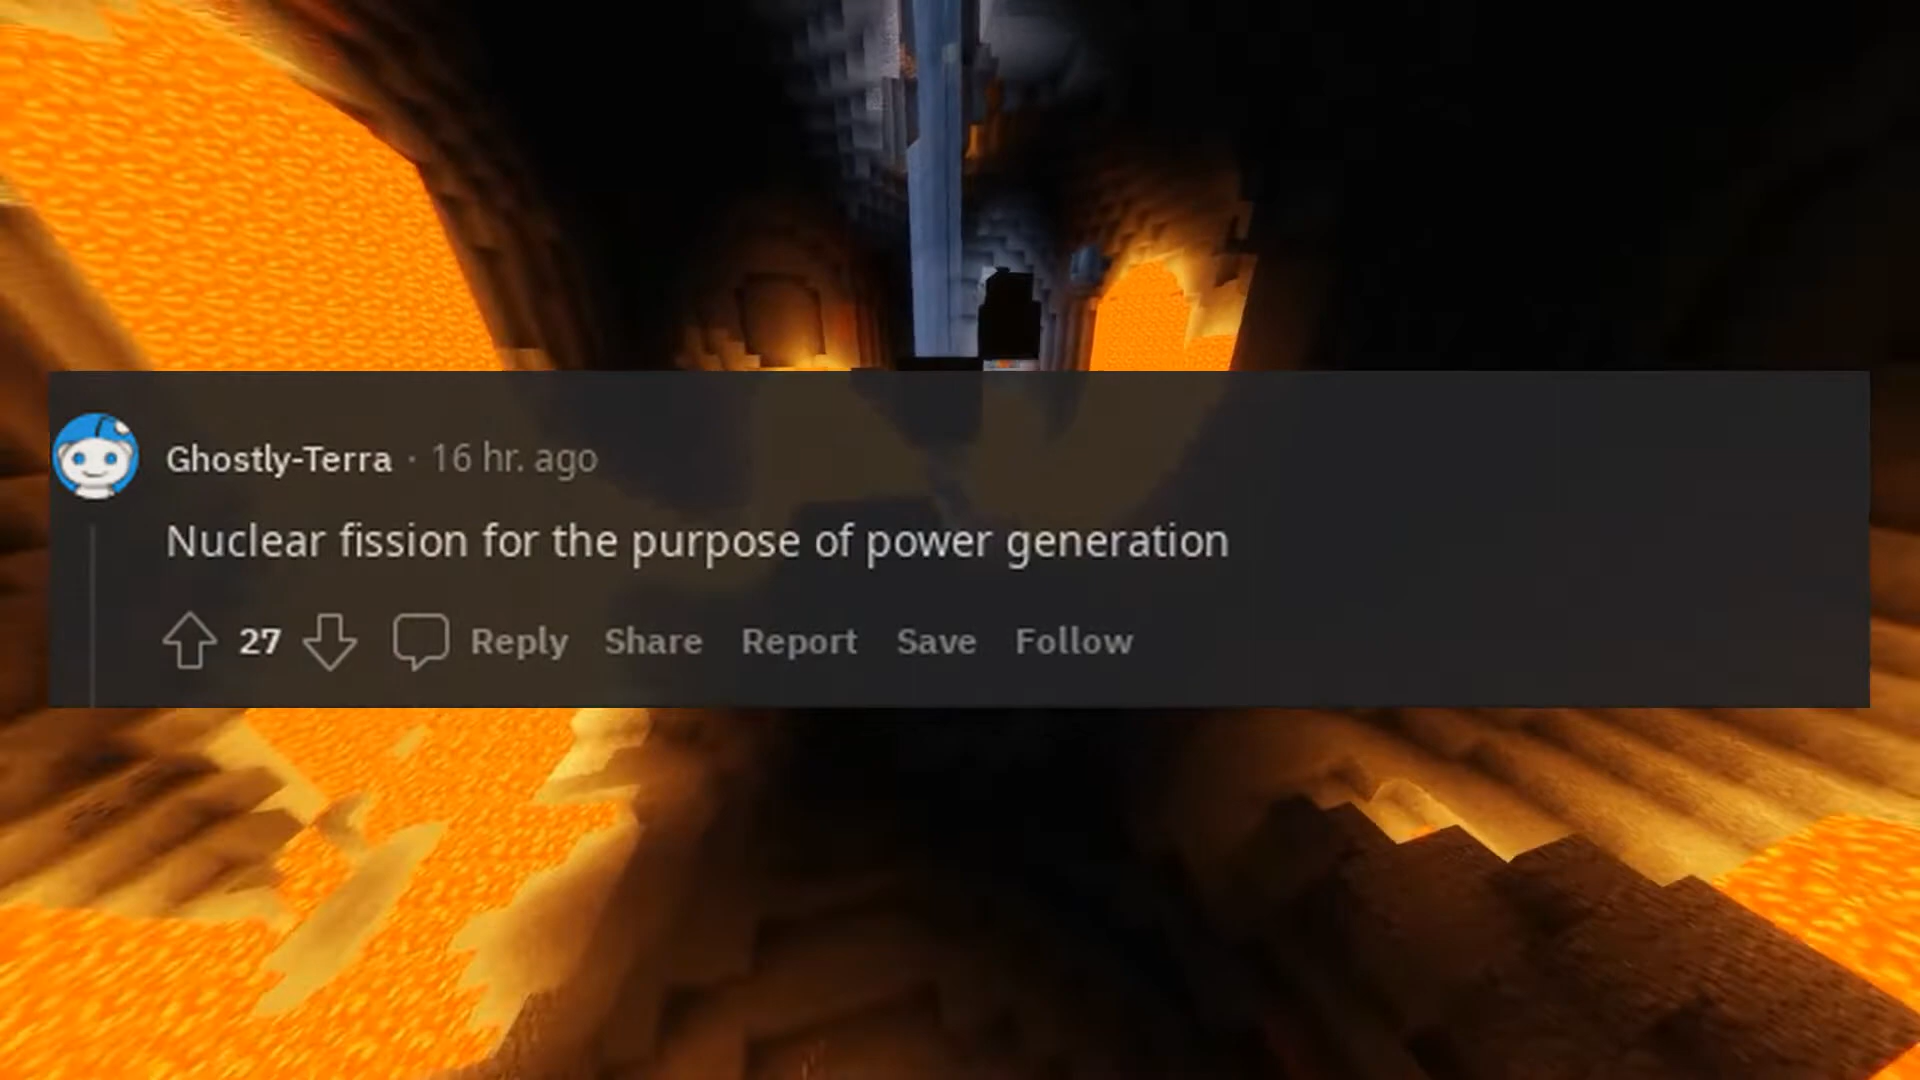 Ghostly-Terra · 16 hr. ago
Nuclear fission for the purpose of power generation
27 Reply Share Report Save Follow